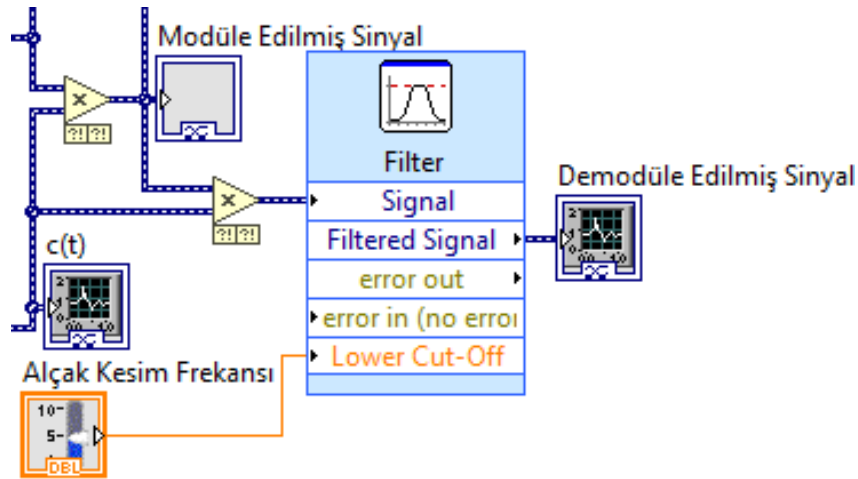 Modüle Edilmiş Sinyal
×
?! ?!
Filter
Demodüle Edilmiş Sinyal
×
Signal
?! ?!
Filtered Signal
c(t)
error out
error in (no erroı
Lower Cut-Off
Alçak Kesim Frekansı
10-
5-
DBL